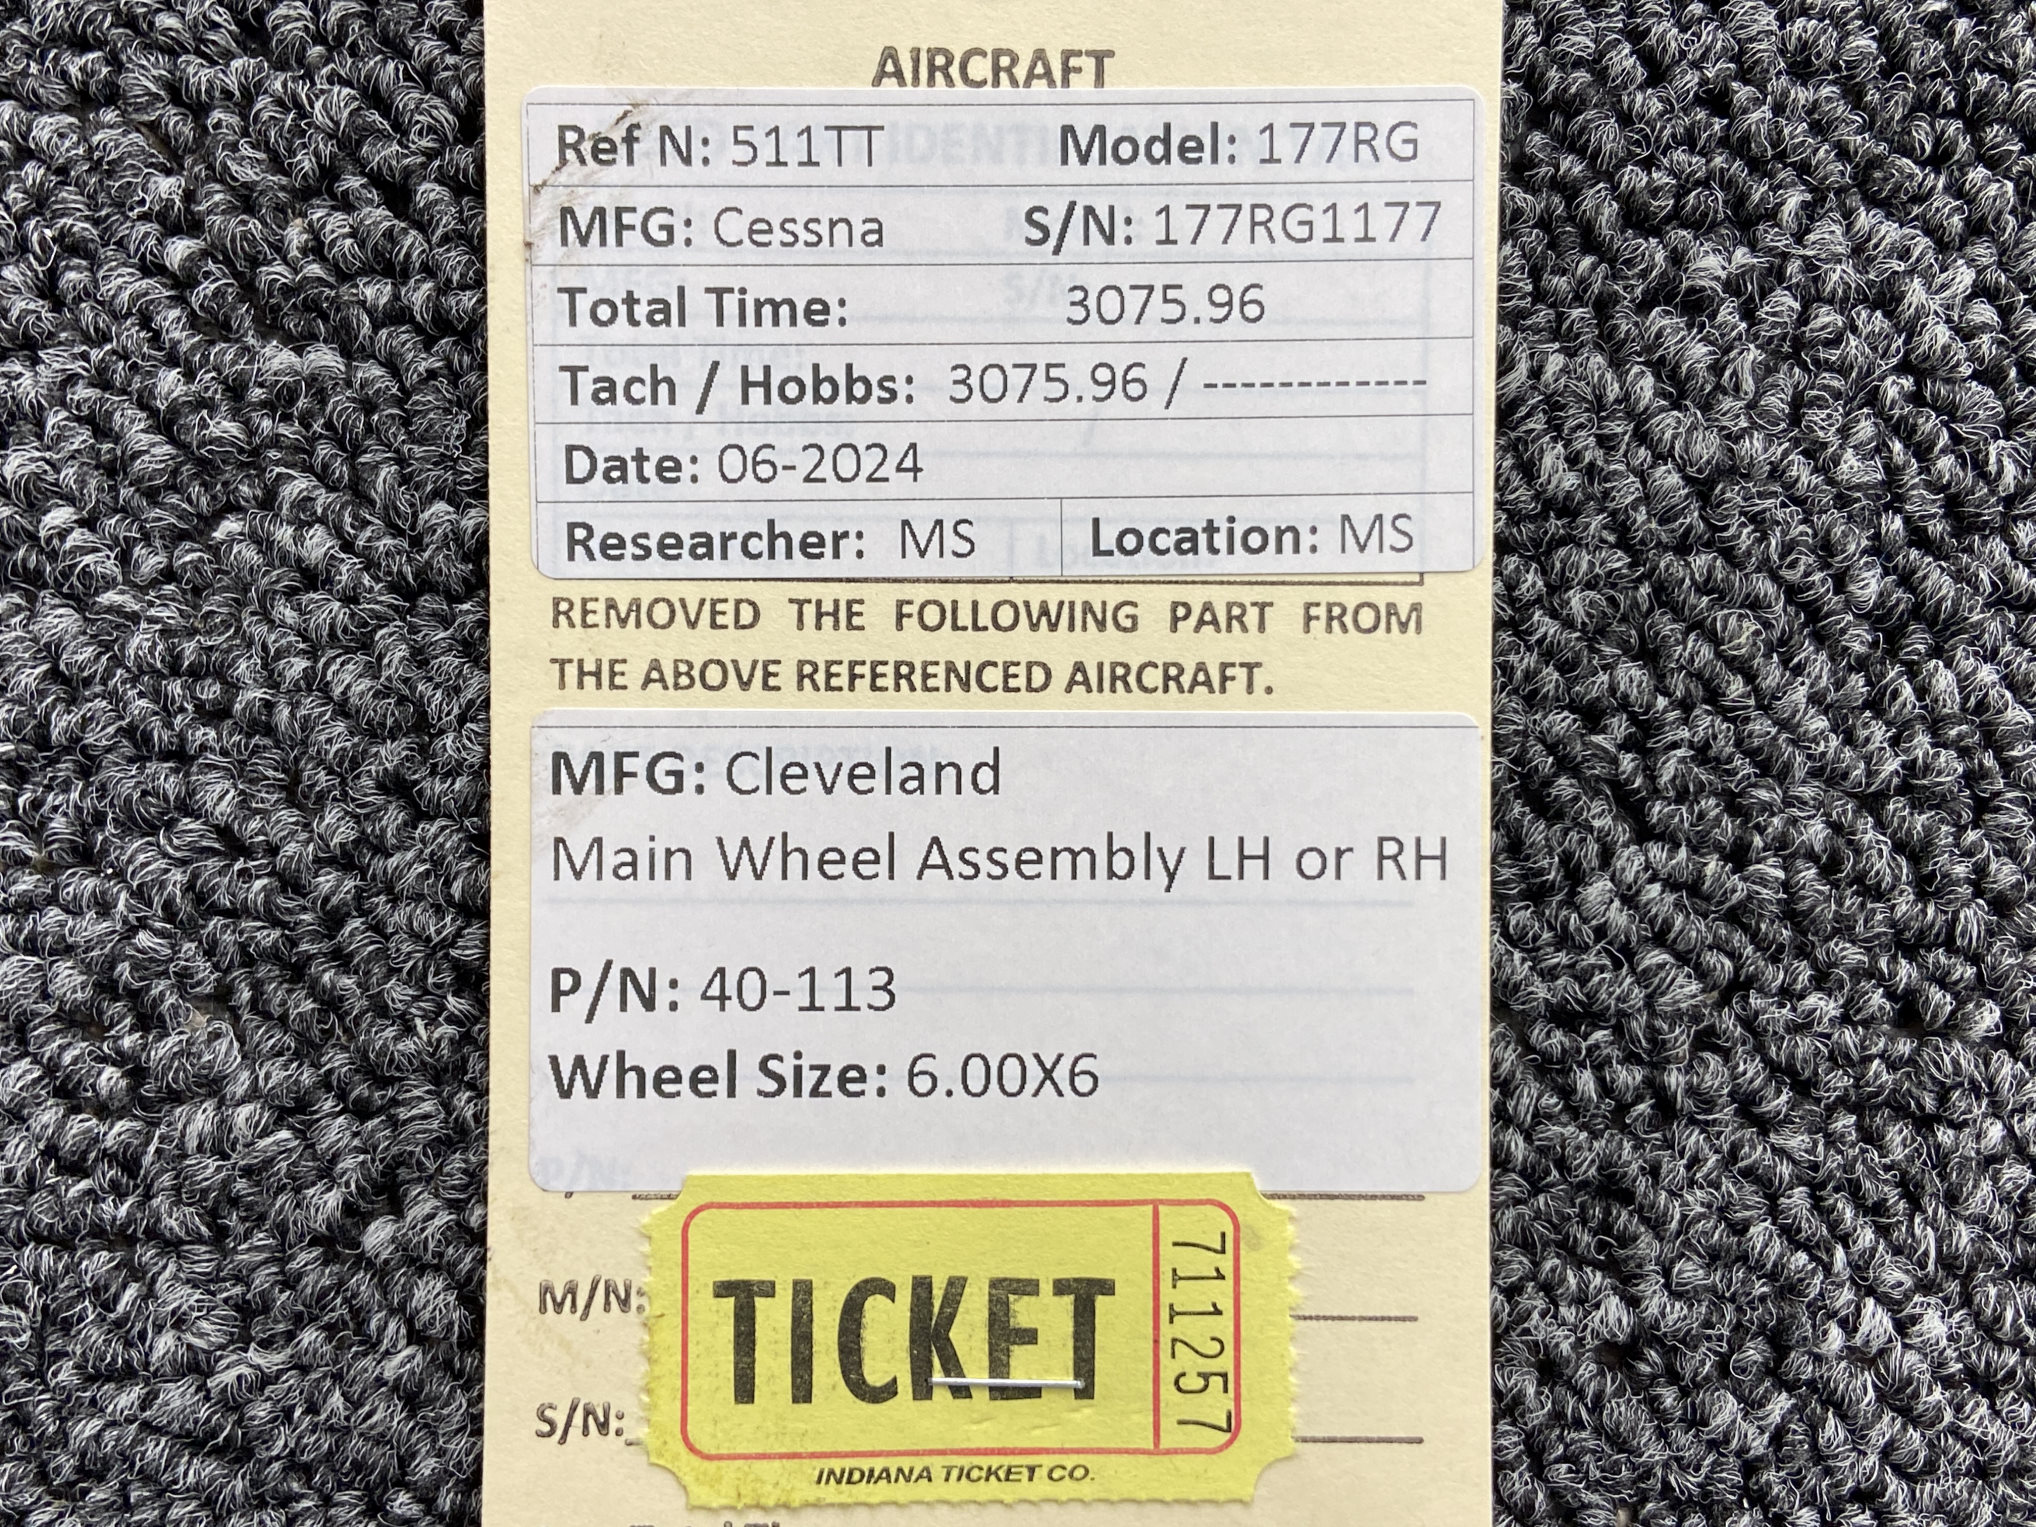 AIRCRAFT
Ref N: 511TT Model: 177RG
MFG: Cessna S/N: 177RG1177
Total Time: 3075.96
Tach / Hobbs: 3075.96 / ------------
Date: 06-2024
Researcher: MS Location: MS
REMOVED THE FOLLOWING PART FROM
THE ABOVE REFERENCED AIRCRAFT.
MFG: Cleveland
Main Wheel Assembly LH or RH
P/N: 40-113
Wheel Size: 6.00X6
P/N:
M/N:
TICKET
711257
S/N:
INDIANA TICKET CO.